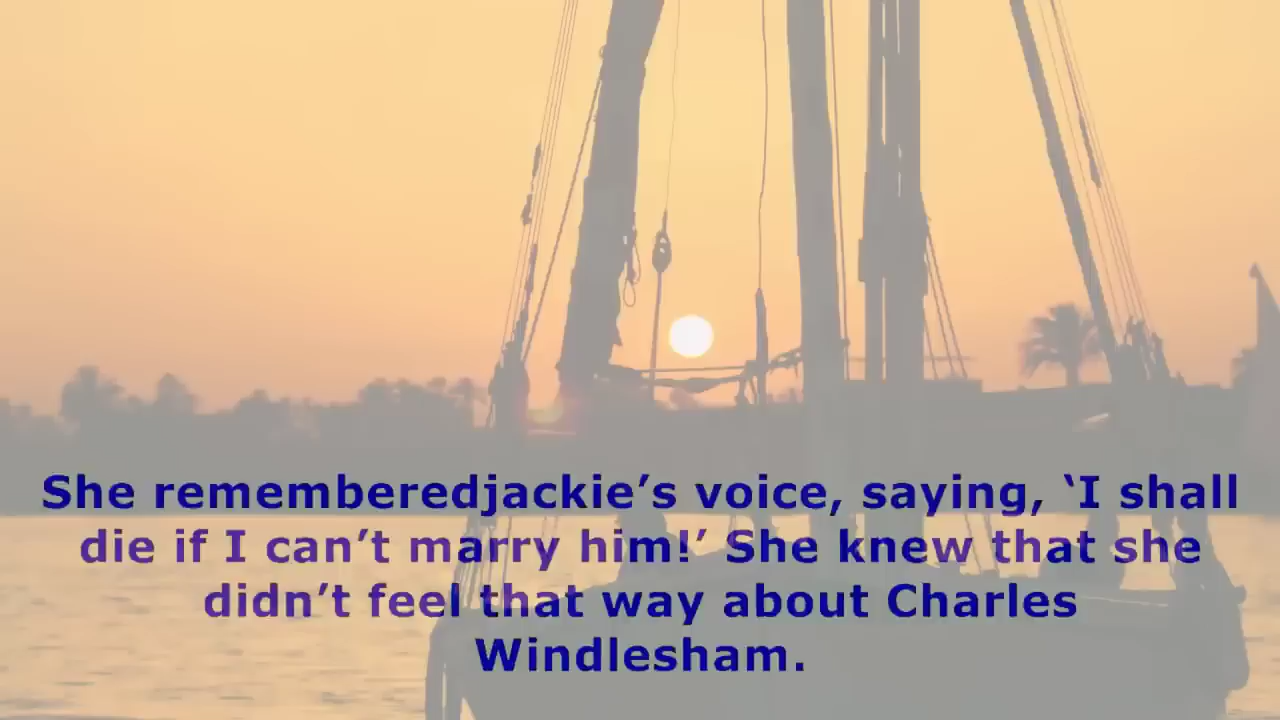 She rememberedjackie’s voice, saying, ‘I shall
die if I can’t marry him!’ She knew that she
didn’t feel that way about Charles
Windlesham.